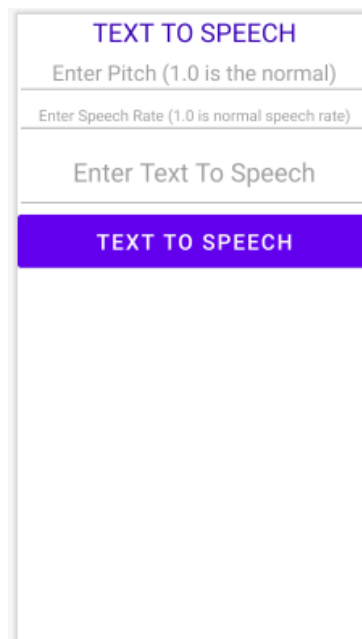 TEXT TO SPEECH
Enter Pitch (1.0 is the normal)
Enter Speech Rate (1.0 is normal speech rate)
Enter Text To Speech
TEXT TO SPEECH